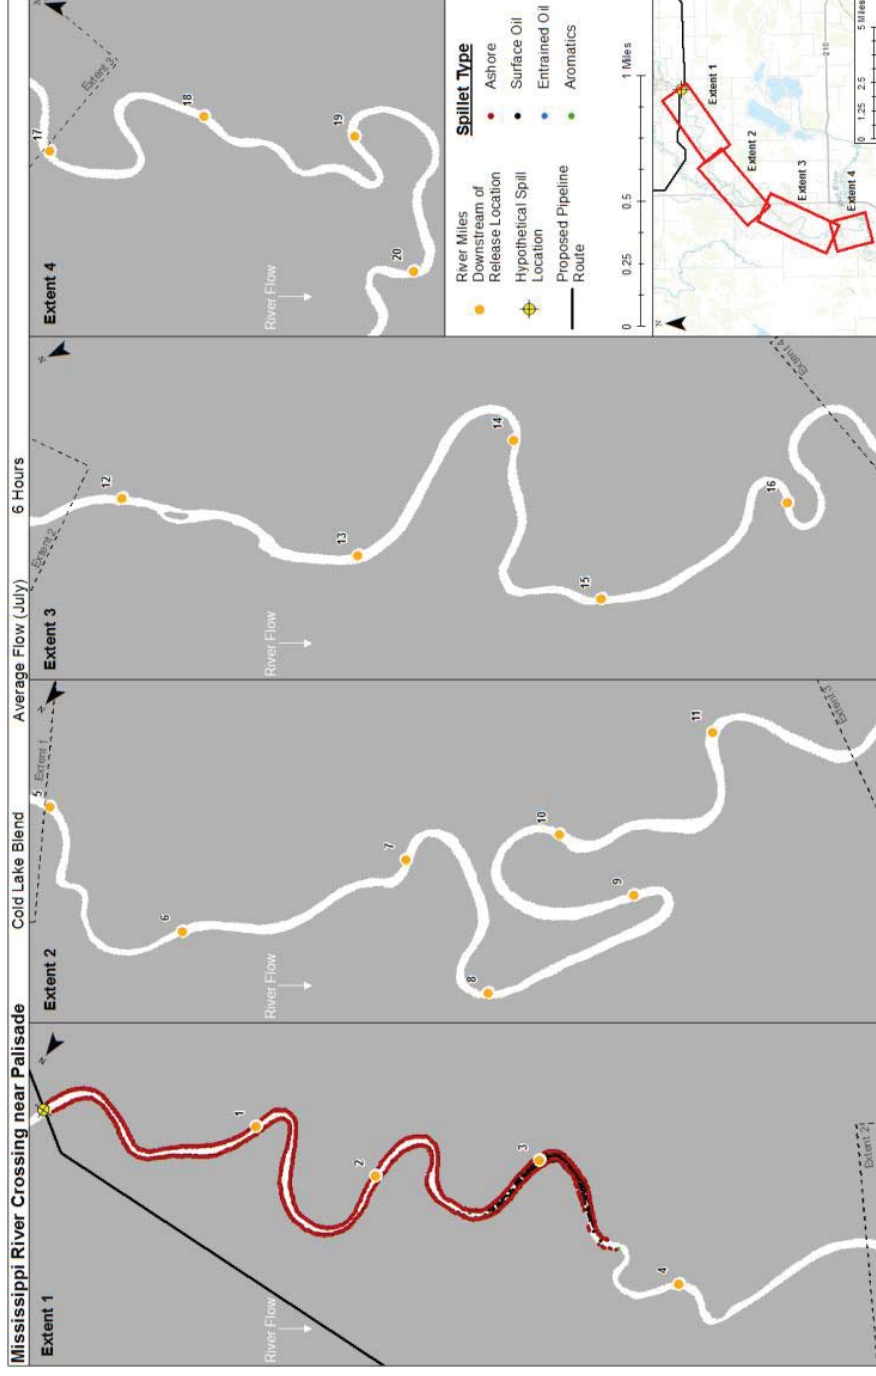 Mississippi River Crossing near Palisade
Cold Lake Blend
Average Flow (July)
6 Hours
Extent 1
N
River Flow
1
2
3
4
Extent 2
Extent 2
N
Extent 1
River Flow
5
6
7
8
9
10
11
Extent 3
Extent 3
N
Extent 2
River Flow
12
13
14
15
16
Extent 4
Extent 4
N
Extent 3
River Flow
17
18
19
20
River Miles
Downstream of
Release Location
Hypothetical Spill
Location
Proposed Pipeline
Route
Spillet Type
Ashore
Surface Oil
Entrained Oil
Aromatics
0 0.25 0.5 1 Miles
N
Extent 1
Extent 2
Extent 3
Extent 4
210
0 1.25 2.5 5 Miles